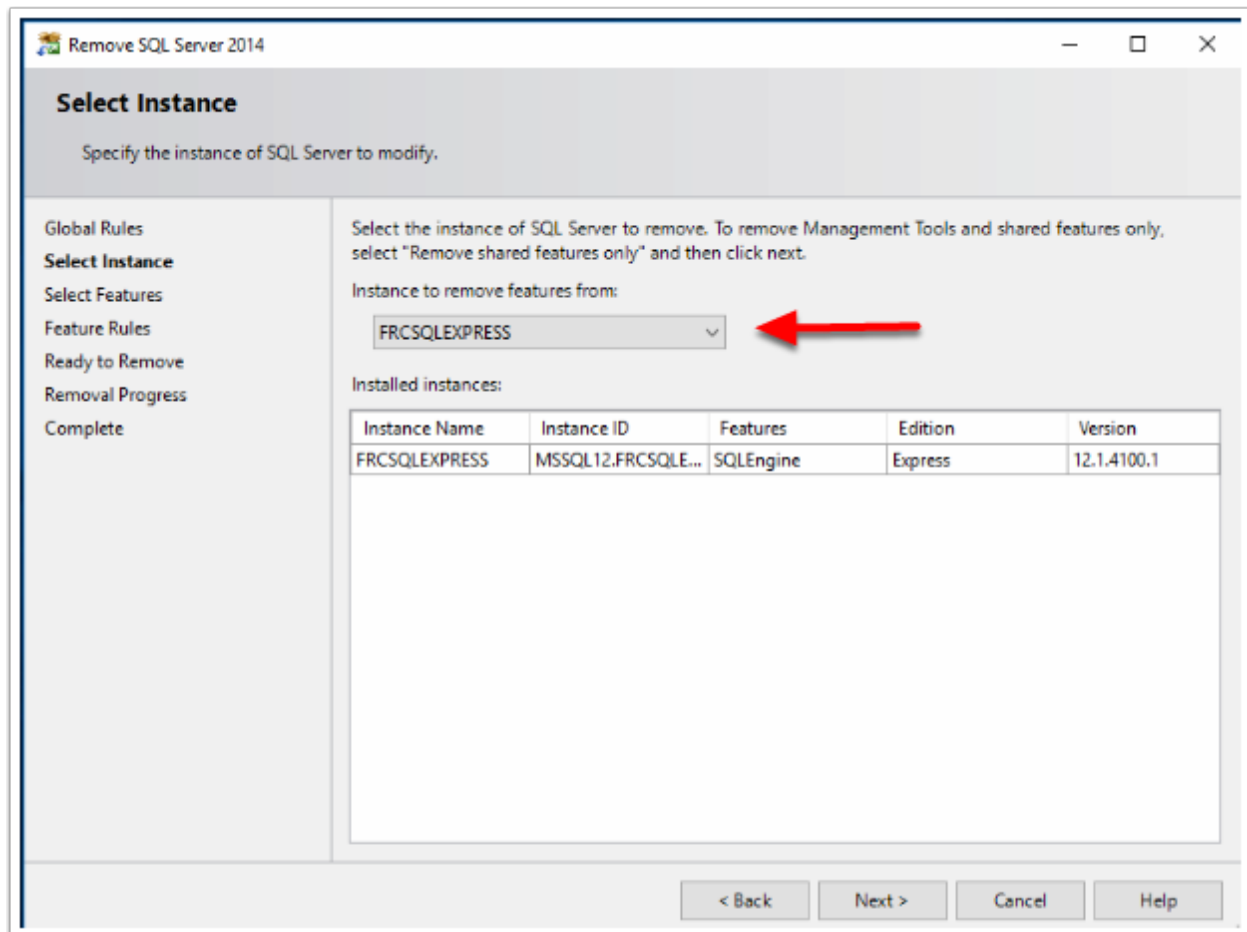 Remove SQL Server 2014
Select Instance
Specify the instance of SQL Server to modify.
Global Rules
Select Instance
Select Features
Feature Rules
Ready to Remove
Removal Progress
Complete
Select the instance of SQL Server to remove. To remove Management Tools and shared features only,
select "Remove shared features only" and then click next.
Instance to remove features from:
FRCSQLEXPRESS
Installed instances:
Instance Name Instance ID Features Edition Version
FRCSQLEXPRESS MSSQL12.FRCSQLE... SQLEngine Express 12.1.4100.1
< Back Next > Cancel Help